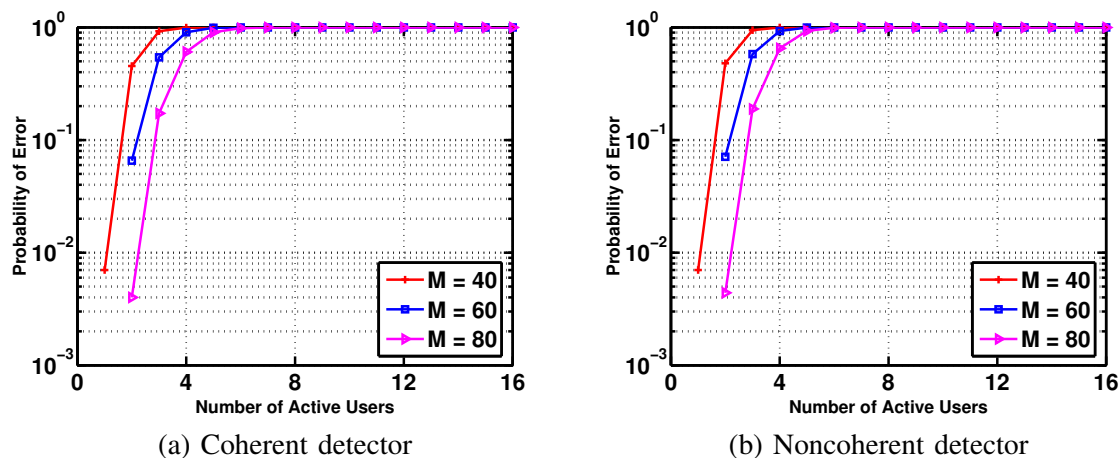 Probability of Error
10^0
10^-1
10^-2
10^-3
0 4 8 12 16
Number of Active Users
M = 40
M = 60
M = 80
(a) Coherent detector
Probability of Error
10^0
10^-1
10^-2
10^-3
0 4 8 12 16
Number of Active Users
M = 40
M = 60
M = 80
(b) Noncoherent detector